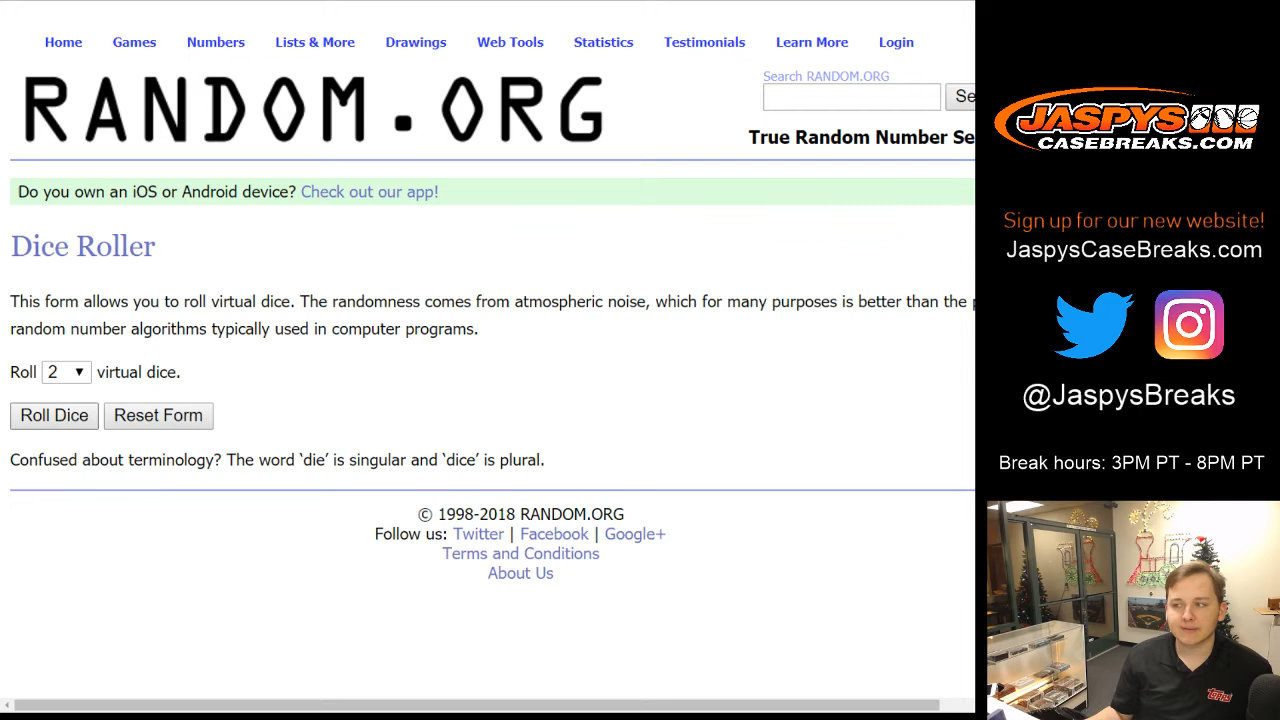 Home Games Numbers Lists & More Drawings Web Tools Statistics Testimonials Learn More Login
RANDOM.ORG
Search RANDOM.ORG
Se
True Random Number Se
Do you own an iOS or Android device? Check out our app!
Dice Roller
This form allows you to roll virtual dice. The randomness comes from atmospheric noise, which for many purposes is better than the
random number algorithms typically used in computer programs.
Roll 2 virtual dice.
Roll Dice Reset Form
Confused about terminology? The word ‘die’ is singular and ‘dice’ is plural.
© 1998-2018 RANDOM.ORG
Follow us: Twitter | Facebook | Google+
Terms and Conditions
About Us
JASPYS
CASEBREAKS.COM
Sign up for our new website!
JaspysCaseBreaks.com
@JaspysBreaks
Break hours: 3PM PT - 8PM PT
TOPPS